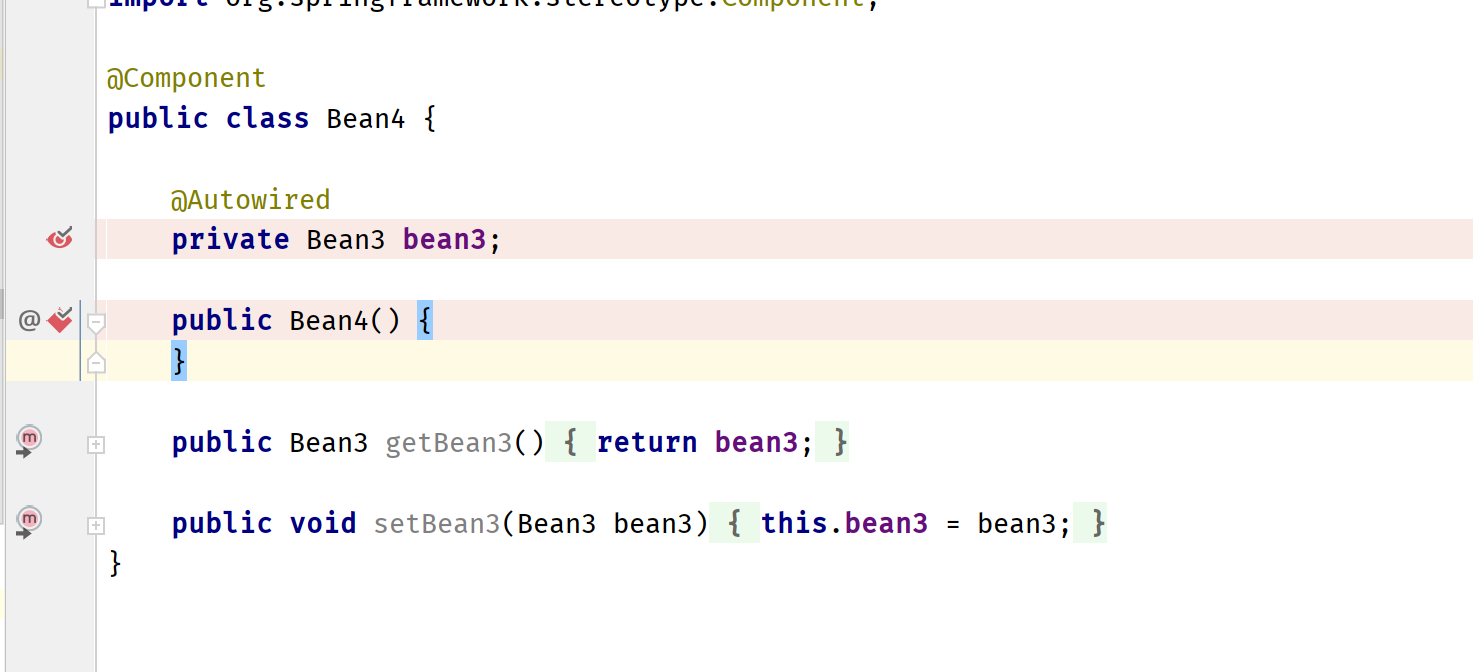 import org.springframework.stereotype.Component;
@Component
public class Bean4 {
@Autowired
private Bean3 bean3;
@ public Bean4() {
}
m public Bean3 getBean3() { return bean3; }
m public void setBean3(Bean3 bean3) { this.bean3 = bean3; }
}